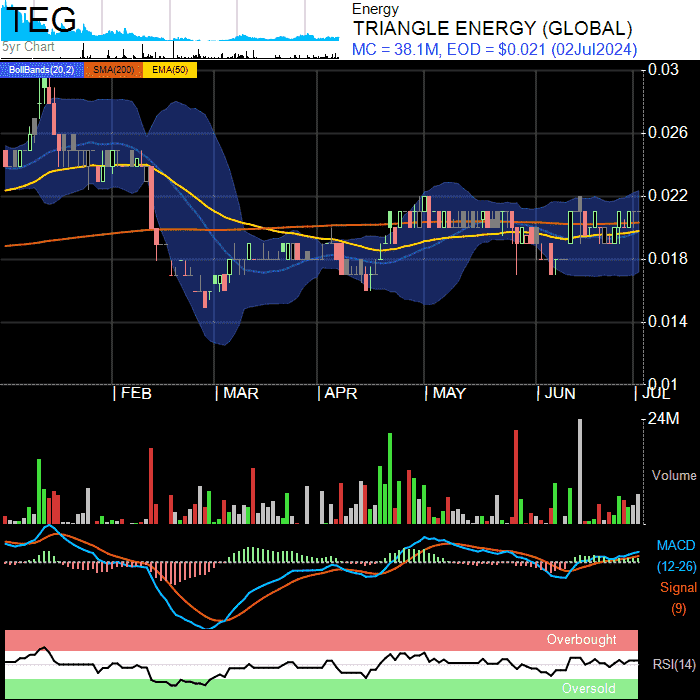 TEG
5yr Chart
Energy
TRIANGLE ENERGY (GLOBAL)
MC = 38.1M, EOD = $0.021 (02Jul2024)
BollBands(20,2) SMA(200) EMA(50)
0.03
0.026
0.022
0.018
0.014
0.01
FEB MAR APR MAY JUN JUL
24M
Volume
MACD
(12-26)
Signal
(9)
Overbought
RSI(14)
Oversold